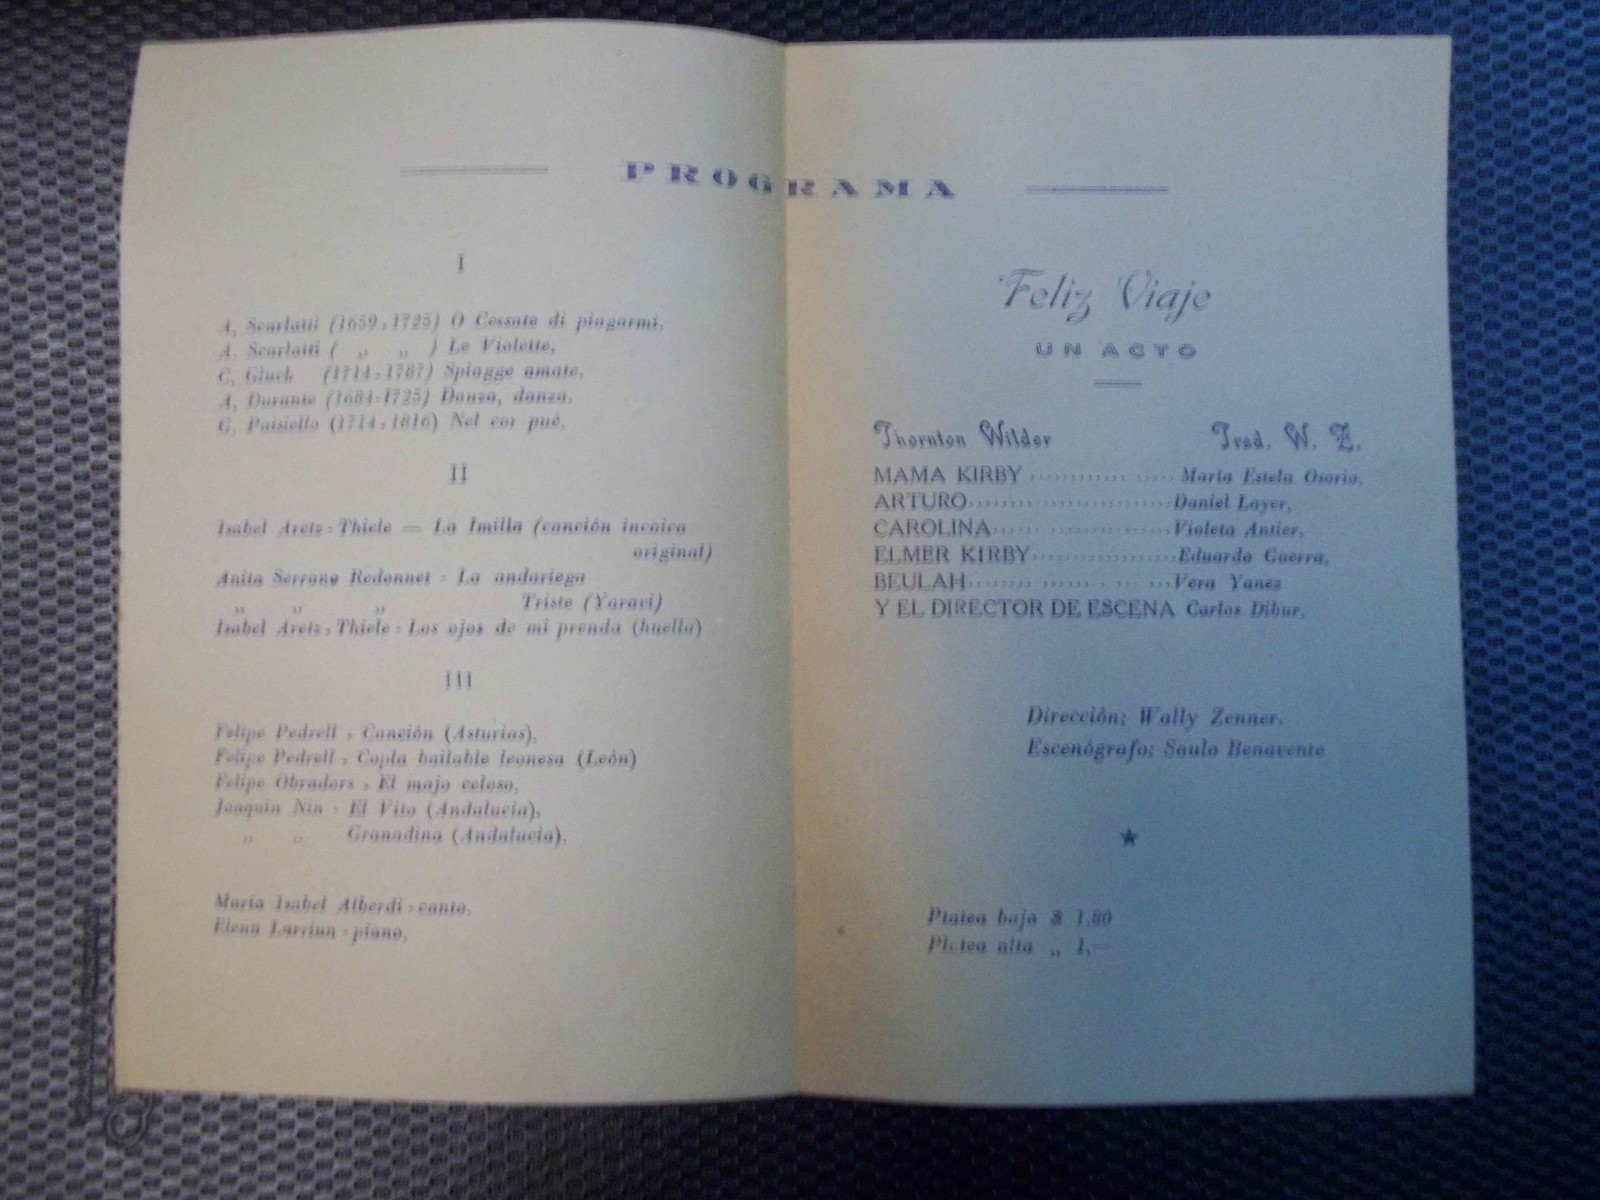 PROGRAMA
I
A, Scarlatti (1659-1725) O Cessate di piagarmi,
A. Scarlatti ( ,, ,, ) Le Violette,
C, Gluck (1714-1787) Spiagge amate,
A, Durante (1684-1725) Danza, danza,
G. Paisiello (1714-1816) Nel cor pué,
II
Isabel Aretz-Thiele = La Imilla (canción incaica
original)
Anita Serrano Redonnet - La andariega
,, ,, ,, Triste (Yaraví)
Isabel Aretz-Thiele - Los ojos de mi prenda (huella)
III
Felipe Pedrell - Canción (Asturias),
Felipe Pedrell - Copla bailable leonesa (León)
Felipe Obradors - El majo celoso,
Joaquin Nin - El Vito (Andalucía),
,, ,, Granadina (Andalucía),
María Isabel Alberdi - canto,
Elena Larriun - piano,
Feliz Viaje
UN ACTO
Thornton Wilder Trad. W. Z.
MAMA KIRBY María Estela Osorio,
ARTURO Daniel Layer,
CAROLINA Violeta Antier,
ELMER KIRBY Eduardo Guerra,
BEULAH Vera Yanez
Y EL DIRECTOR DE ESCENA Carlos Dibur,
Dirección; Wally Zenner,
Escenógrafo; Saulo Benavente
Platea baja $ 1,80
Platea alta ,, 1,—